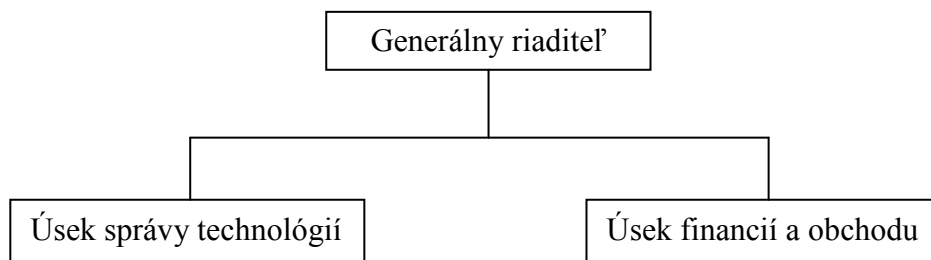 Generálny riaditeľ
Úsek správy technológií
Úsek financií a obchodu